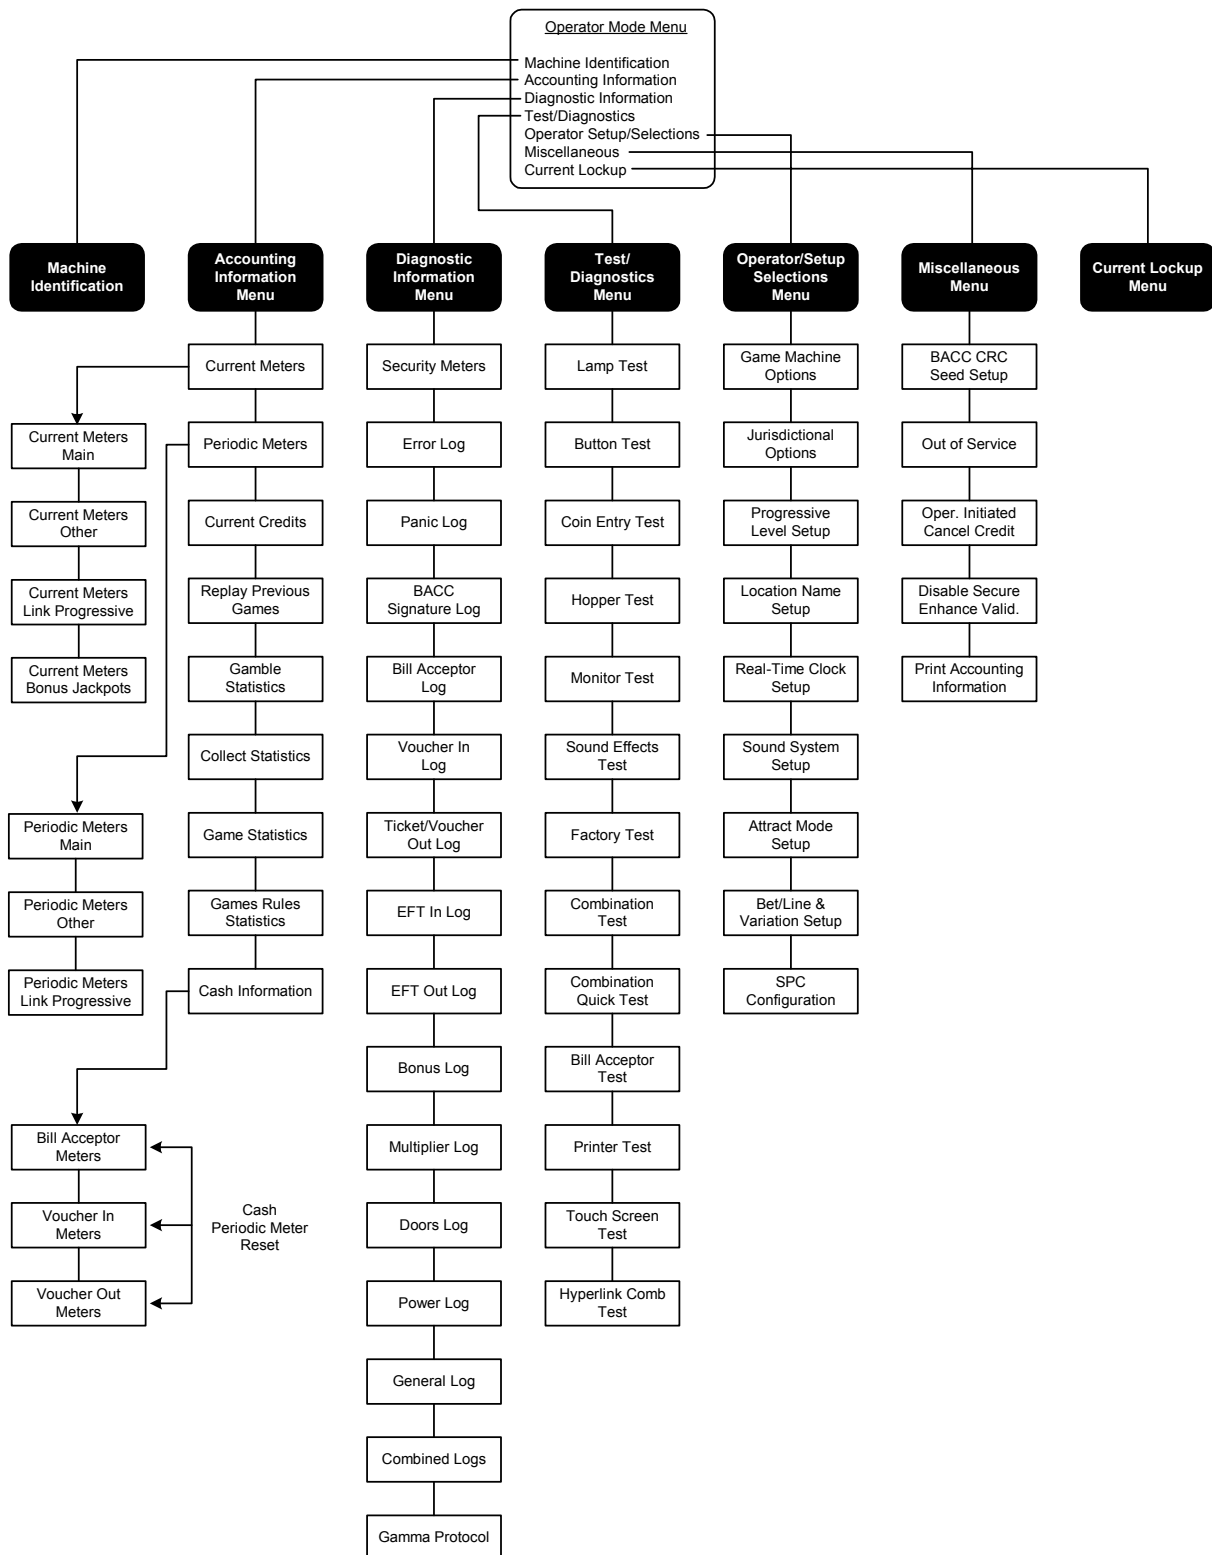 Operator Mode Menu
Machine Identification
Accounting Information
Diagnostic Information
Test/Diagnostics
Operator Setup/Selections
Miscellaneous
Current Lockup
Machine
Identification
Accounting
Information
Menu
Diagnostic
Information
Menu
Test/
Diagnostics
Menu
Operator/Setup
Selections
Menu
Miscellaneous
Menu
Current Lockup
Menu
Current Meters
Main
Current Meters
Other
Current Meters
Link Progressive
Current Meters
Bonus Jackpots
Periodic Meters
Main
Periodic Meters
Other
Periodic Meters
Link Progressive
Bill Acceptor
Meters
Voucher In
Meters
Voucher Out
Meters
Cash
Periodic Meter
Reset
Current Meters
Periodic Meters
Current Credits
Replay Previous
Games
Gamble
Statistics
Collect Statistics
Game Statistics
Games Rules
Statistics
Cash Information
Security Meters
Error Log
Panic Log
BACC
Signature Log
Bill Acceptor
Log
Voucher In
Log
Ticket/Voucher
Out Log
EFT In Log
EFT Out Log
Bonus Log
Multiplier Log
Doors Log
Power Log
General Log
Combined Logs
Gamma Protocol
Lamp Test
Button Test
Coin Entry Test
Hopper Test
Monitor Test
Sound Effects
Test
Factory Test
Combination
Test
Combination
Quick Test
Bill Acceptor
Test
Printer Test
Touch Screen
Test
Hyperlink Comb
Test
Game Machine
Options
Jurisdictional
Options
Progressive
Level Setup
Location Name
Setup
Real-Time Clock
Setup
Sound System
Setup
Attract Mode
Setup
Bet/Line &
Variation Setup
SPC
Configuration
BACC CRC
Seed Setup
Out of Service
Oper. Initiated
Cancel Credit
Disable Secure
Enhance Valid.
Print Accounting
Information